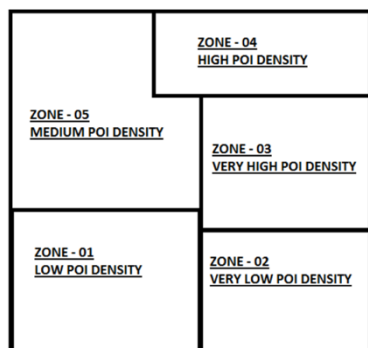 ZONE - 04
HIGH POI DENSITY
ZONE - 05
MEDIUM POI DENSITY
ZONE - 03
VERY HIGH POI DENSITY
ZONE - 01
LOW POI DENSITY
ZONE - 02
VERY LOW POI DENSITY